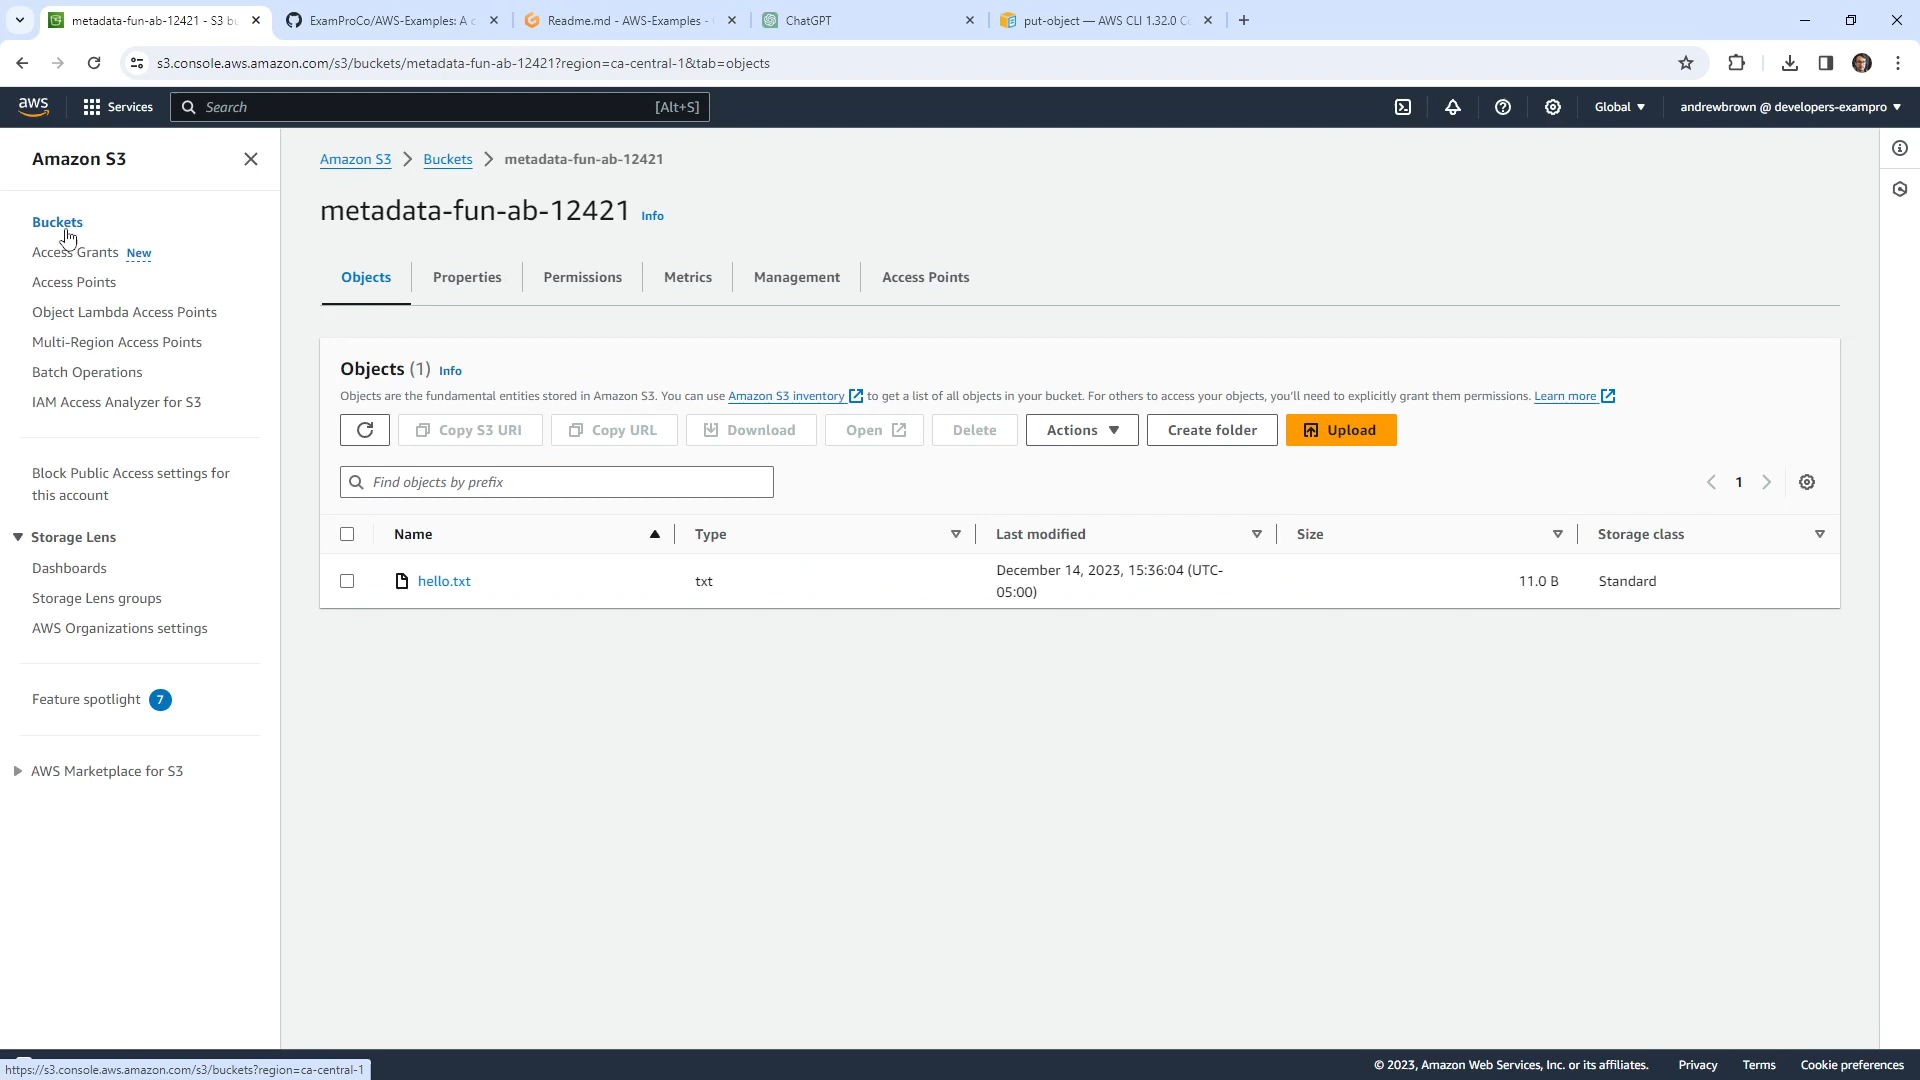 metadata-fun-ab-12421 - S3 bu
ExamProCo/AWS-Examples: A c
Readme.md - AWS-Examples -
ChatGPT
put-object — AWS CLI 1.32.0 Co
s3.console.aws.amazon.com/s3/buckets/metadata-fun-ab-12421?region=ca-central-1&tab=objects
aws
Services
Search
[Alt+S]
Global ▼
andrewbrown @ developers-exampro ▼
Amazon S3
Buckets
Access Grants New
Access Points
Object Lambda Access Points
Multi-Region Access Points
Batch Operations
IAM Access Analyzer for S3
Block Public Access settings for
this account
Storage Lens
Dashboards
Storage Lens groups
AWS Organizations settings
Feature spotlight 7
AWS Marketplace for S3
Amazon S3 > Buckets > metadata-fun-ab-12421
metadata-fun-ab-12421 Info
Objects
Properties
Permissions
Metrics
Management
Access Points
Objects (1) Info
Objects are the fundamental entities stored in Amazon S3. You can use Amazon S3 inventory to get a list of all objects in your bucket. For others to access your objects, you'll need to explicitly grant them permissions. Learn more
Copy S3 URI
Copy URL
Download
Open
Delete
Actions ▼
Create folder
Upload
Find objects by prefix
1
Name
Type
Last modified
Size
Storage class
hello.txt
txt
December 14, 2023, 15:36:04 (UTC-
05:00)
11.0 B
Standard
https://s3.console.aws.amazon.com/s3/buckets?region=ca-central-1
© 2023, Amazon Web Services, Inc. or its affiliates.
Privacy
Terms
Cookie preferences